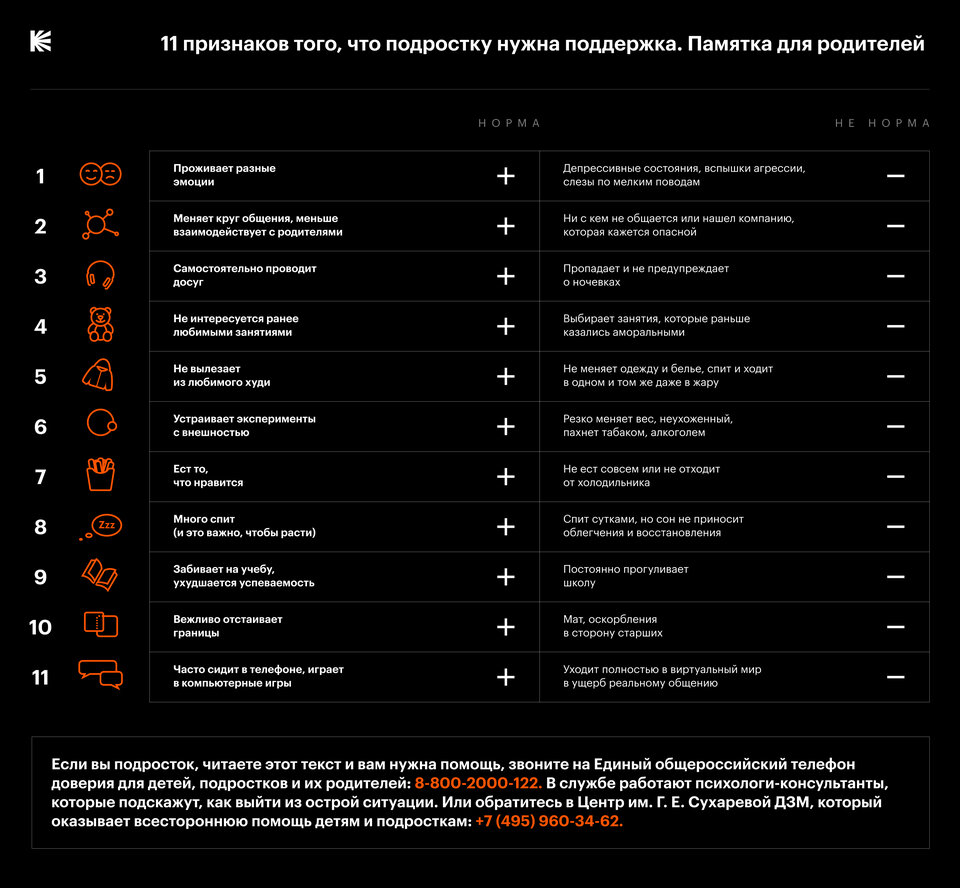 11 признаков того, что подростку нужна поддержка. Памятка для родителей
НОРМА
НЕ НОРМА
1
Проживает разные
эмоции
+
Депрессивные состояния, вспышки агрессии,
слезы по мелким поводам
—
2
Меняет круг общения, меньше
взаимодействует с родителями
+
Ни с кем не общается или нашел компанию,
которая кажется опасной
—
3
Самостоятельно проводит
досуг
+
Пропадает и не предупреждает
о ночевках
—
4
Не интересуется ранее
любимыми занятиями
+
Выбирает занятия, которые раньше
казались аморальными
—
5
Не вылезает
из любимого худи
+
Не меняет одежду и белье, спит и ходит
в одном и том же даже в жару
—
6
Устраивает эксперименты
с внешностью
+
Резко меняет вес, неухоженный,
пахнет табаком, алкоголем
—
7
Ест то,
что нравится
+
Не ест совсем или не отходит
от холодильника
—
8
Zzz
Много спит
(и это важно, чтобы расти)
+
Спит сутками, но сон не приносит
облегчения и восстановления
—
9
Забивает на учебу,
ухудшается успеваемость
+
Постоянно прогуливает
школу
—
10
Вежливо отстаивает
границы
+
Мат, оскорбления
в сторону старших
—
11
Часто сидит в телефоне, играет
в компьютерные игры
+
Уходит полностью в виртуальный мир
в ущерб реальному общению
—
Если вы подросток, читаете этот текст и вам нужна помощь, звоните на Единый общероссийский телефон
доверия для детей, подростков и их родителей: 8-800-2000-122. В службе работают психологи-консультанты,
которые подскажут, как выйти из острой ситуации. Или обратитесь в Центр им. Г. Е. Сухаревой ДЗМ, который
оказывает всестороннюю помощь детям и подросткам: +7 (495) 960-34-62.